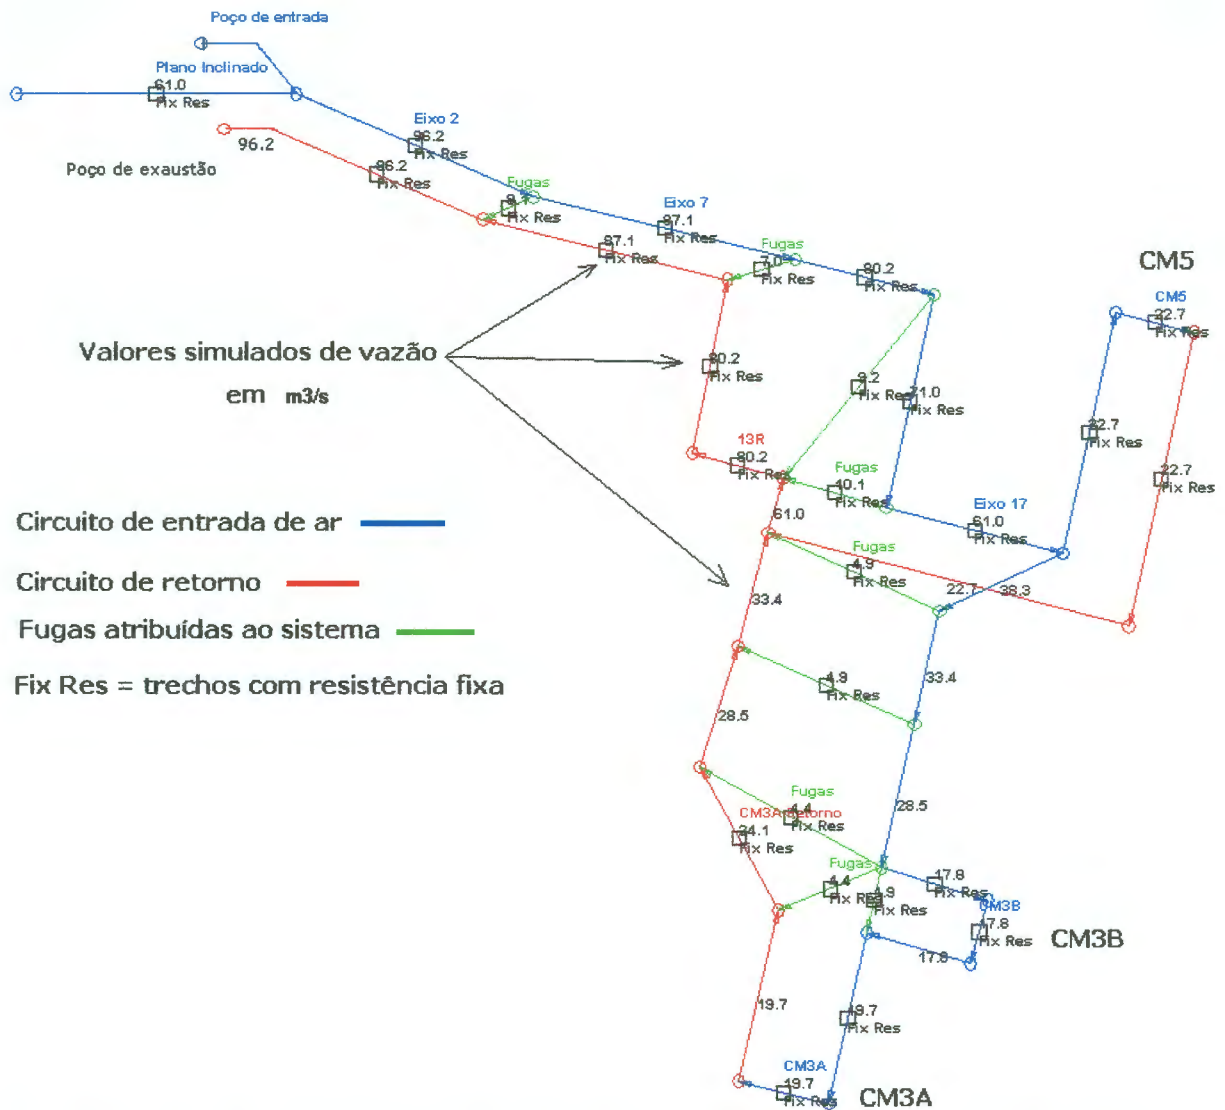 Poço de entrada
Plano Inclinado
61.0
Fix Res
Eixo 2
96.2
Fix Res
96.2
Poço de exaustão
96.2
Fix Res
Fugas
Fix Res
Eixo 7
97.1
Fix Res
97.1
Fix Res
Fugas
7.0
Fix Res
80.2
Fix Res
CM5
CM5
22.7
Fix Res
Valores simulados de vazão
em m3/s
80.2
Fix Res
9.2
Fix Res
71.0
Fix Res
22.7
Fix Res
22.7
Fix Res
13R
80.2
Fix Res
Fugas
10.1
Fix Res
Eixo 17
61.0
Fix Res
61.0
Circuito de entrada de ar
Circuito de retorno
Fugas atribuídas ao sistema
Fix Res = trechos com resistência fixa
Fugas
4.9
Fix Res
22.7
38.3
33.4
4.9
Fix Res
33.4
28.5
Fugas
4.4
Fix Res
CM3A Retorno
24.1
Fix Res
28.5
Fugas
4.4
Fix Res
4.9
Fix Res
17.8
Fix Res
CM3B
17.8
Fix Res
CM3B
17.8
19.7
19.7
Fix Res
CM3A
19.7
Fix Res
CM3A